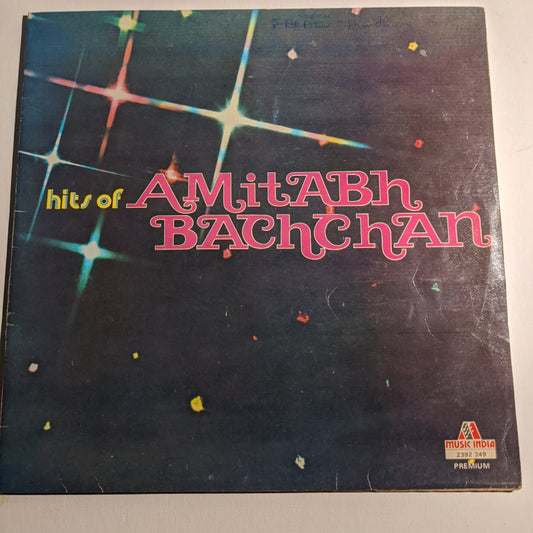 hits of AMitABh
BAChChAN
MUSIC INDIA
2392 349
PREMIUM